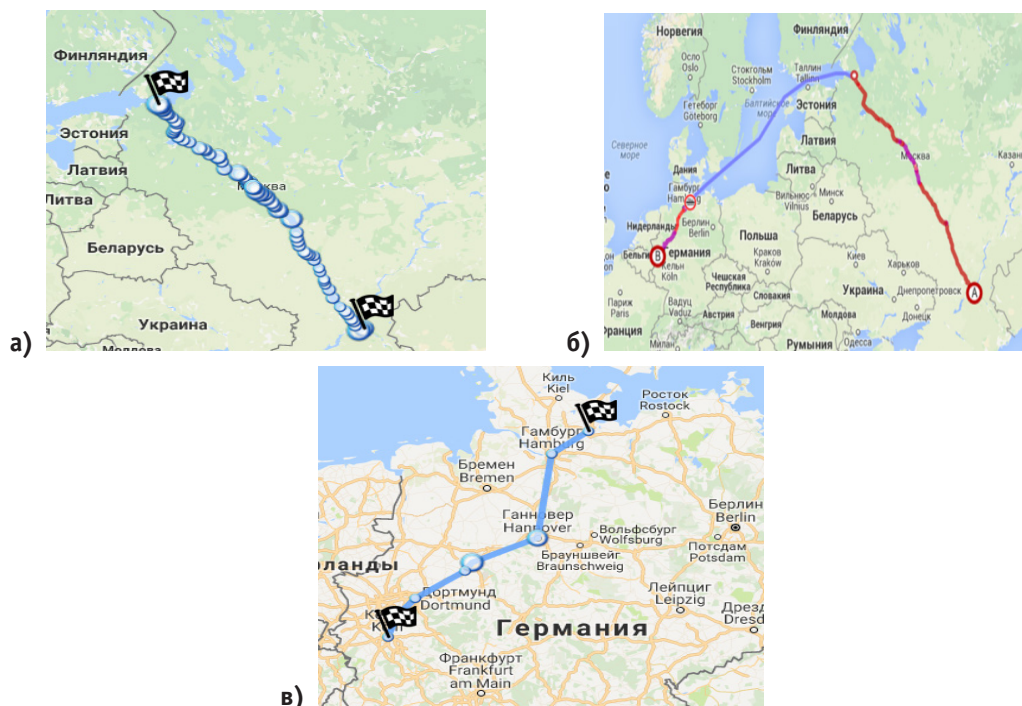 Финляндия
Эстония
Латвия
Литва
Москва
Беларусь
Украина
а)
Норвегия
Финляндия
Осло
Oslo
Стокгольм
Stockholm
Таллин
Tallinn
Гетеборг
Göteborg
Балтийское
море
Эстония
Северное
море
Латвия
Москва
Казань
Дания
Литва
Гамбург
Hamburg
Вильнюс
Vilnius
Минск
Беларусь
Нидерланды
Берлин
Berlin
Польша
В
Германия
Кельн
Köln
Краков
Kraków
Киев
Харьков
Чешская
Республика
Украина
Днепропетровск
А
Париж
Paris
Вадуц
Vaduz
Словакия
Донецк
Австрия
Венгрия
Молдова
Милан
Румыния
Одесса
б)
Киль
Kiel
Росток
Rostock
Гамбург
Hamburg
Бремен
Bremen
Ганновер
Hannover
Вольфсбург
Wolfsburg
Берлин
Berlin
Брауншвейг
Braunschweig
Потсдам
Potsdam
рланды
Дортмунд
Dortmund
Лейпциг
Leipzig
Дрезд
Dresd
Германия
Франкфурт
Frankfurt
am Main
в)